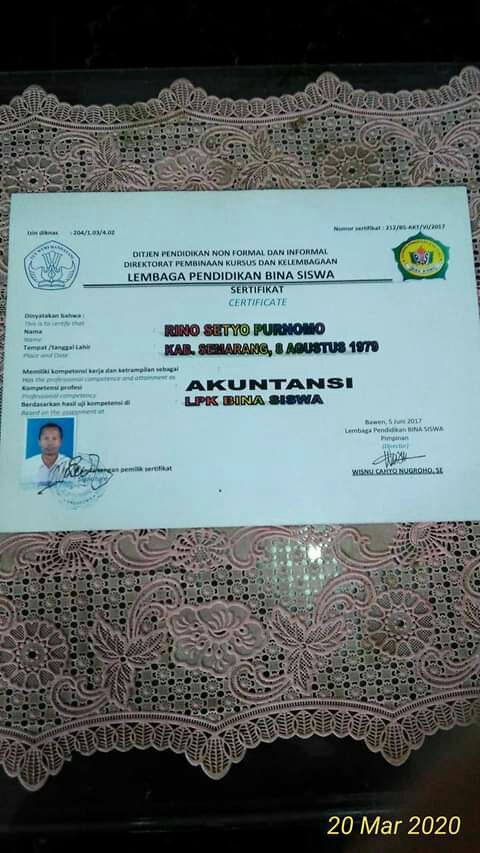 Izin diknas : 204/1.03/4.02
Nomor sertifikat : 212/BS-AKT/VI/2017
DITJEN PENDIDIKAN NON FORMAL DAN INFORMAL
DIREKTORAT PEMBINAAN KURSUS DAN KELEMBAGAAN
LEMBAGA PENDIDIKAN BINA SISWA
SERTIFIKAT
CERTIFICATE
Dinyatakan bahwa :
This is to certify that
Nama
Name
RINO SETYO PURNOMO
Tempat /tanggal Lahir
Place and Date
KAB. SEMARANG, 8 AGUSTUS 1979
Memiliki kompetensi kerja dan ketrampilan sebagai
Has the professional competence and attainment as
Kompetensi profesi
Professional competency
AKUNTANSI
Berdasarkan hasil uji kompetensi di
Based on the assessment at
LPK BINA SISWA
Bawen, 5 Juni 2017
Lembaga Pendidikan BINA SISWA
Pimpinan
(Director)
pemilik sertifikat
Signature
WISNU CAHYO NUGROHO, SE
20 Mar 2020